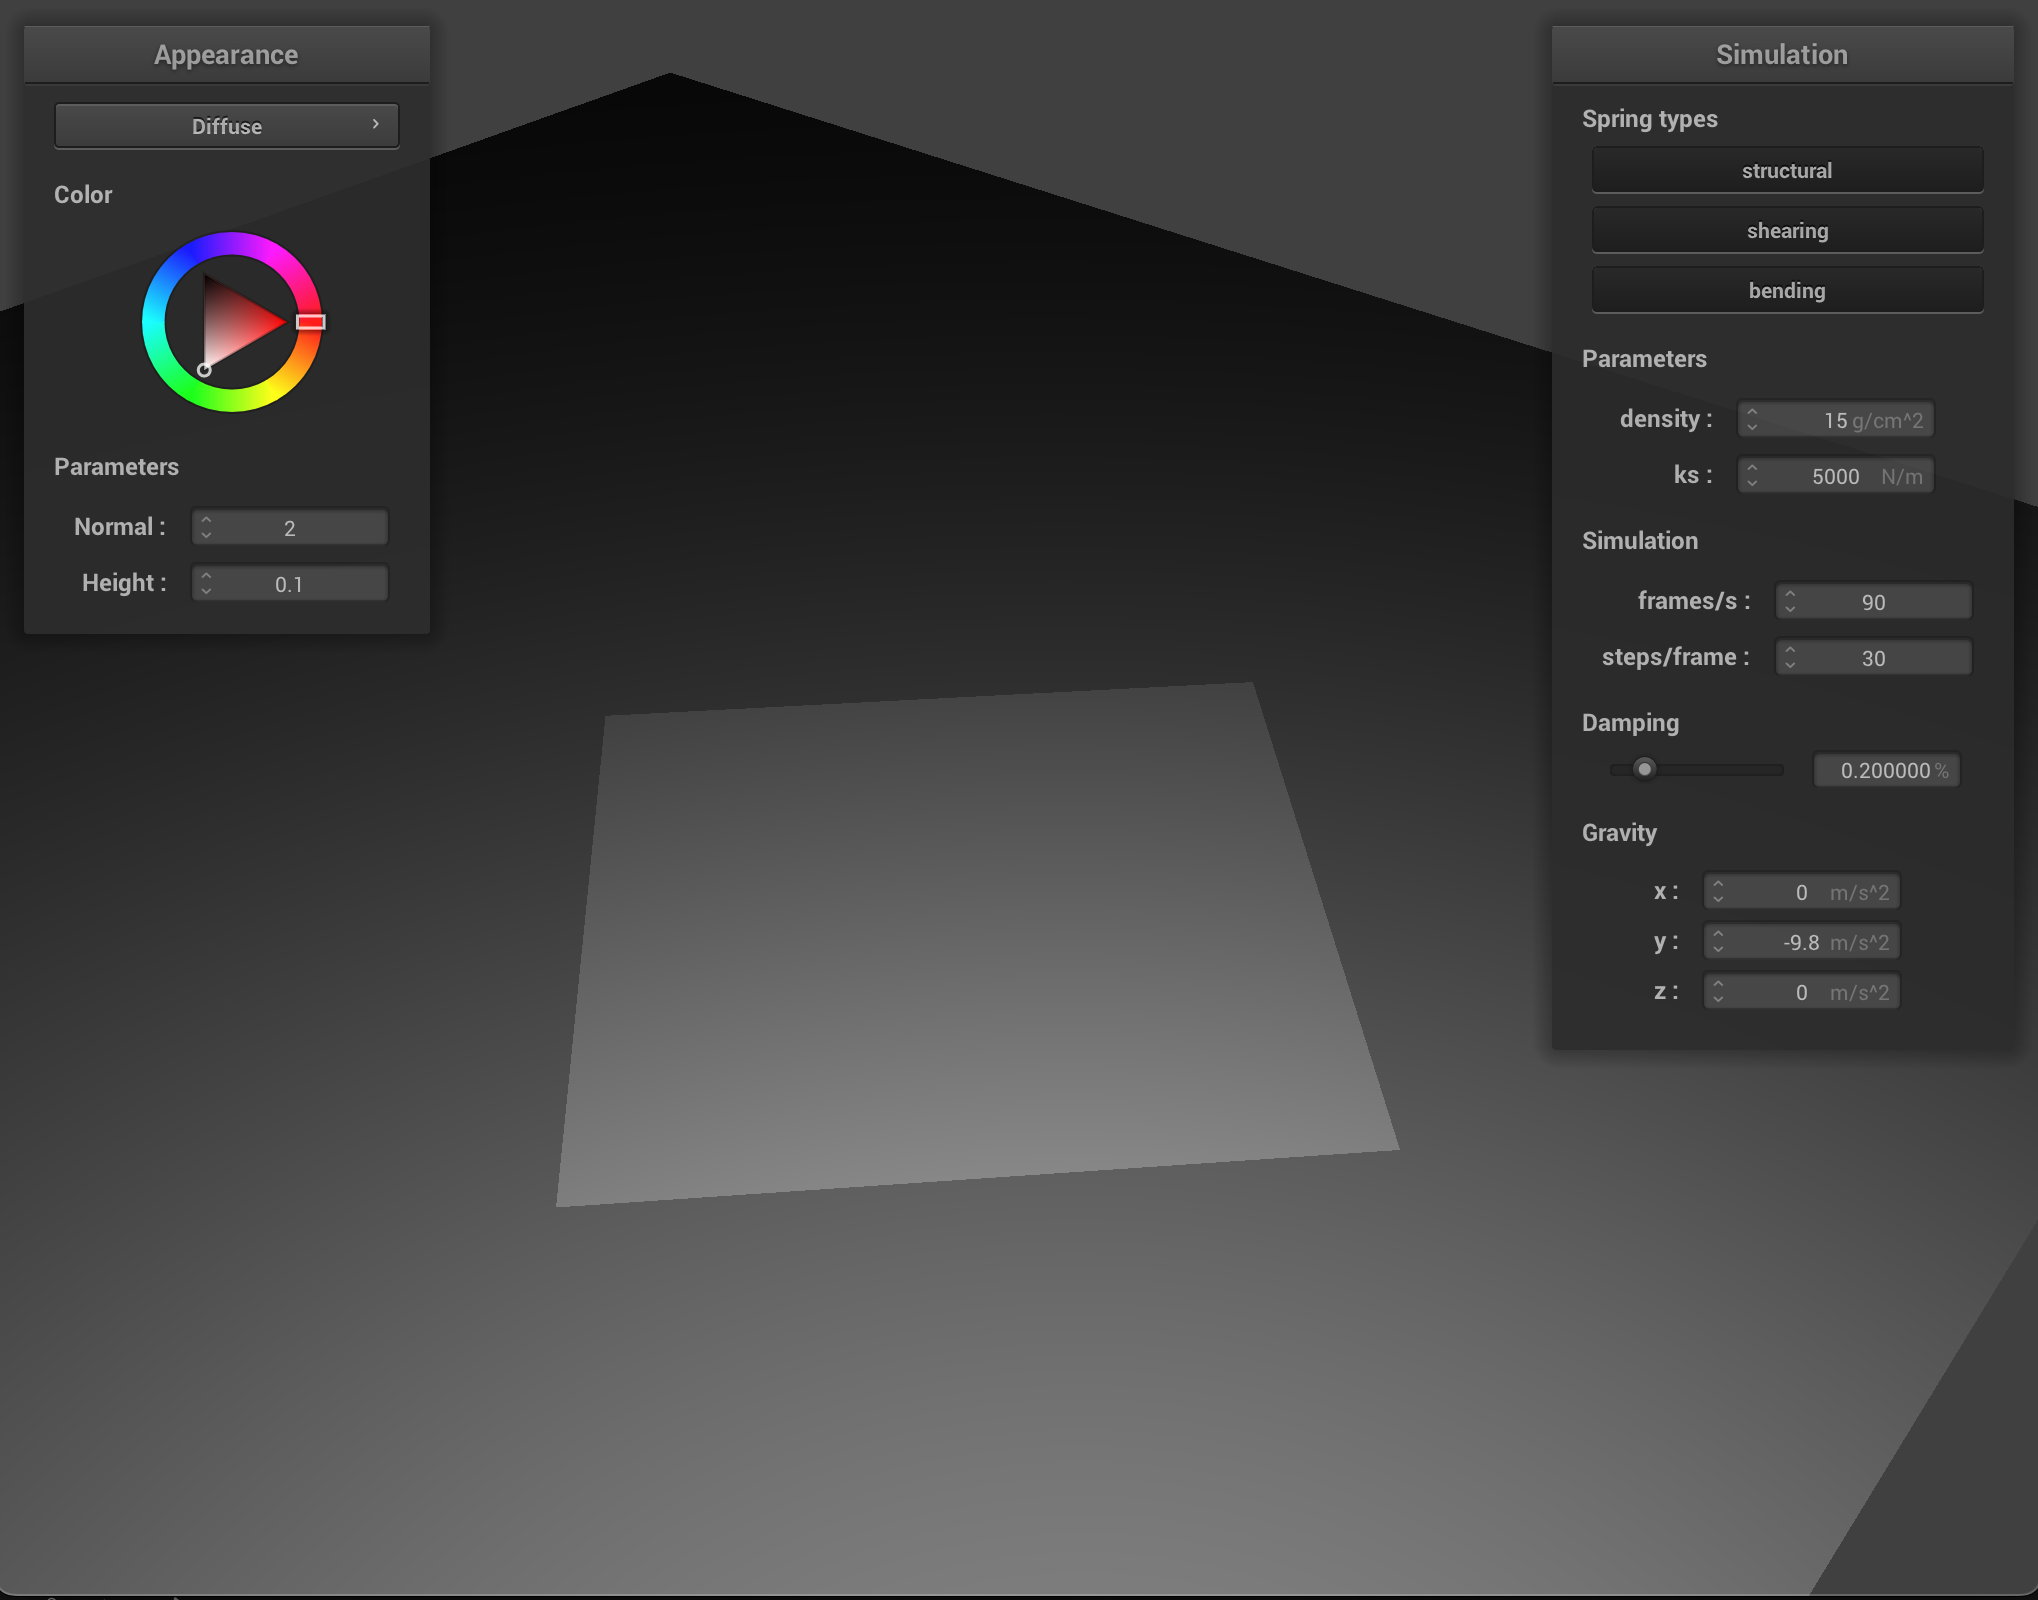 Appearance
Diffuse
Color
Parameters
Normal : 2
Height : 0.1
Simulation
Spring types
structural
shearing
bending
Parameters
density : 15 g/cm^2
ks : 5000 N/m
Simulation
frames/s : 90
steps/frame : 30
Damping
0.200000 %
Gravity
x : 0 m/s^2
y : -9.8 m/s^2
z : 0 m/s^2